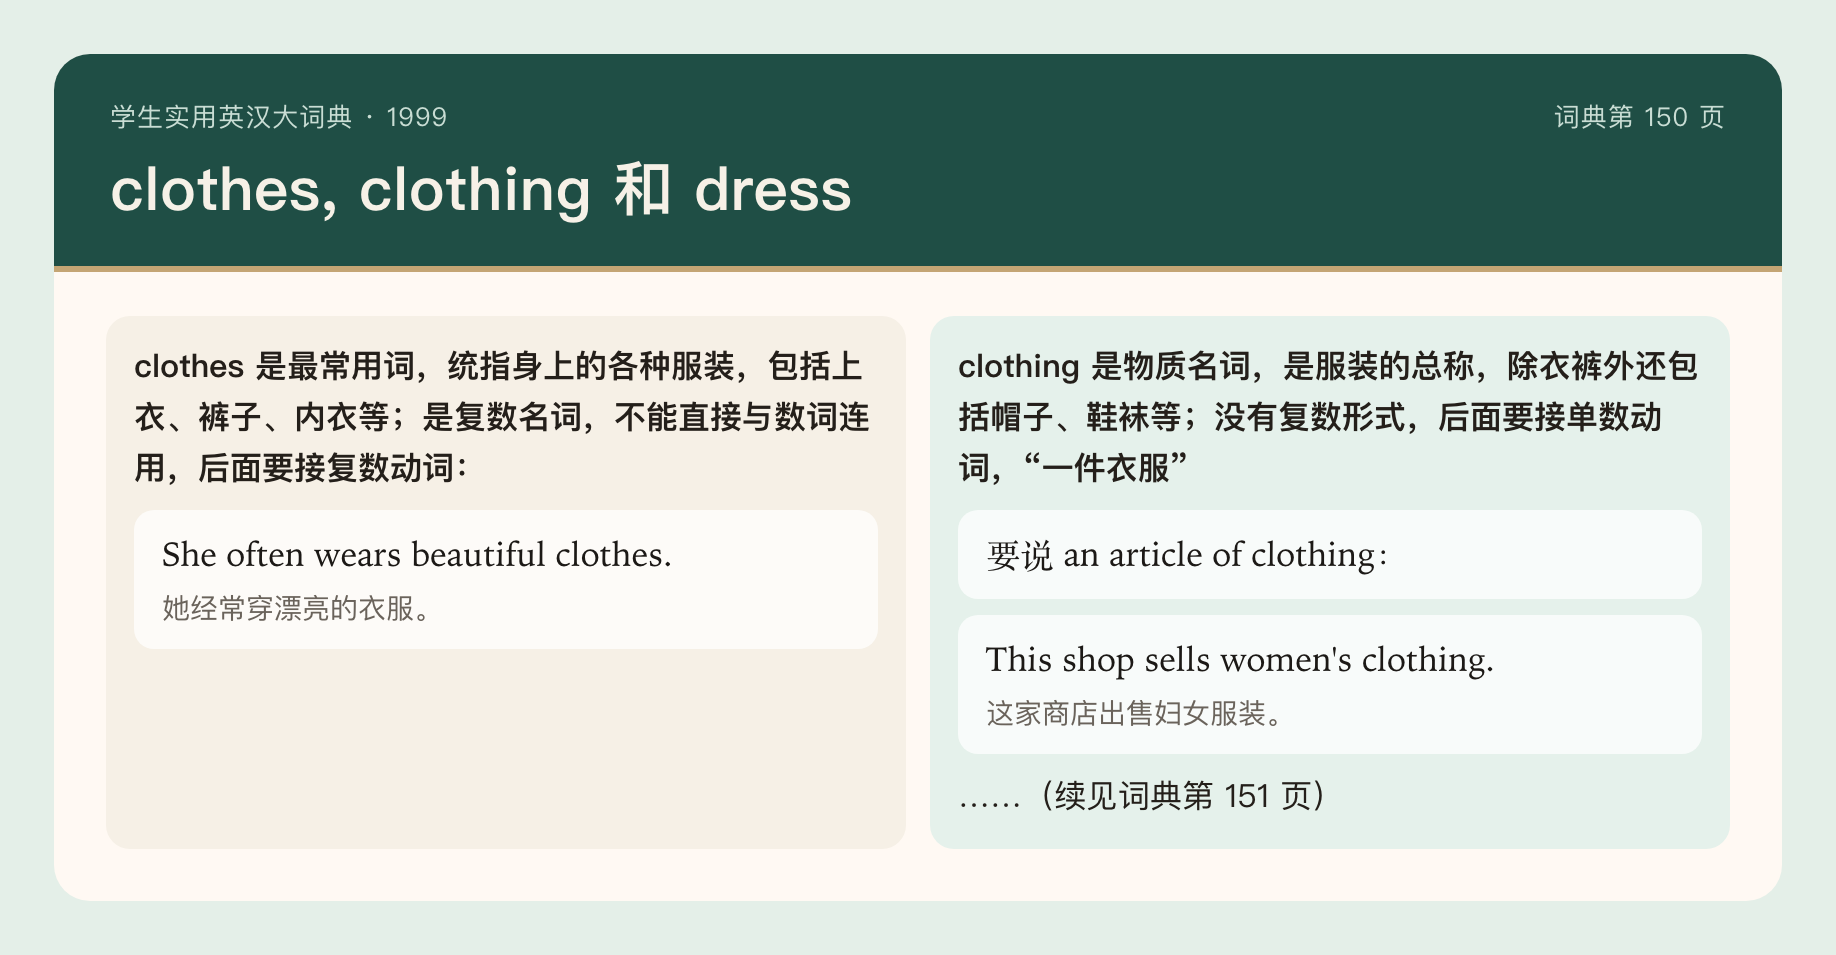 学生实用英汉大词典 · 1999
词典第 150 页
clothes, clothing 和 dress
clothes 是最常用词，统指身上的各种服装，包括上
衣、裤子、内衣等；是复数名词，不能直接与数词连
用，后面要接复数动词：
She often wears beautiful clothes.
她经常穿漂亮的衣服。
clothing 是物质名词，是服装的总称，除衣裤外还包
括帽子、鞋袜等；没有复数形式，后面要接单数动
词，“一件衣服”
要说 an article of clothing：
This shop sells women's clothing.
这家商店出售妇女服装。
……（续见词典第 151 页）